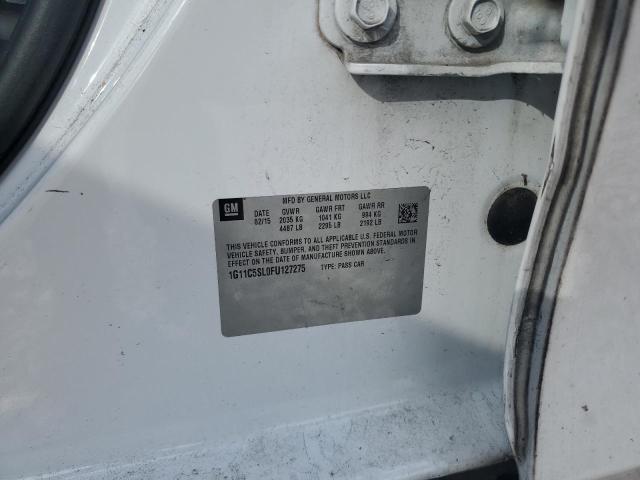 GM
MFD BY GENERAL MOTORS LLC
DATE GVWR GAWR FRT GAWR RR
02/15 2035 KG 1041 KG 994 KG
4487 LB 2295 LB 2192 LB
THIS VEHICLE CONFORMS TO ALL APPLICABLE U.S. FEDERAL MOTOR
VEHICLE SAFETY, BUMPER, AND THEFT PREVENTION STANDARDS IN
EFFECT ON THE DATE OF MANUFACTURE SHOWN ABOVE.
1G11C5SL0FU127275 TYPE: PASS CAR